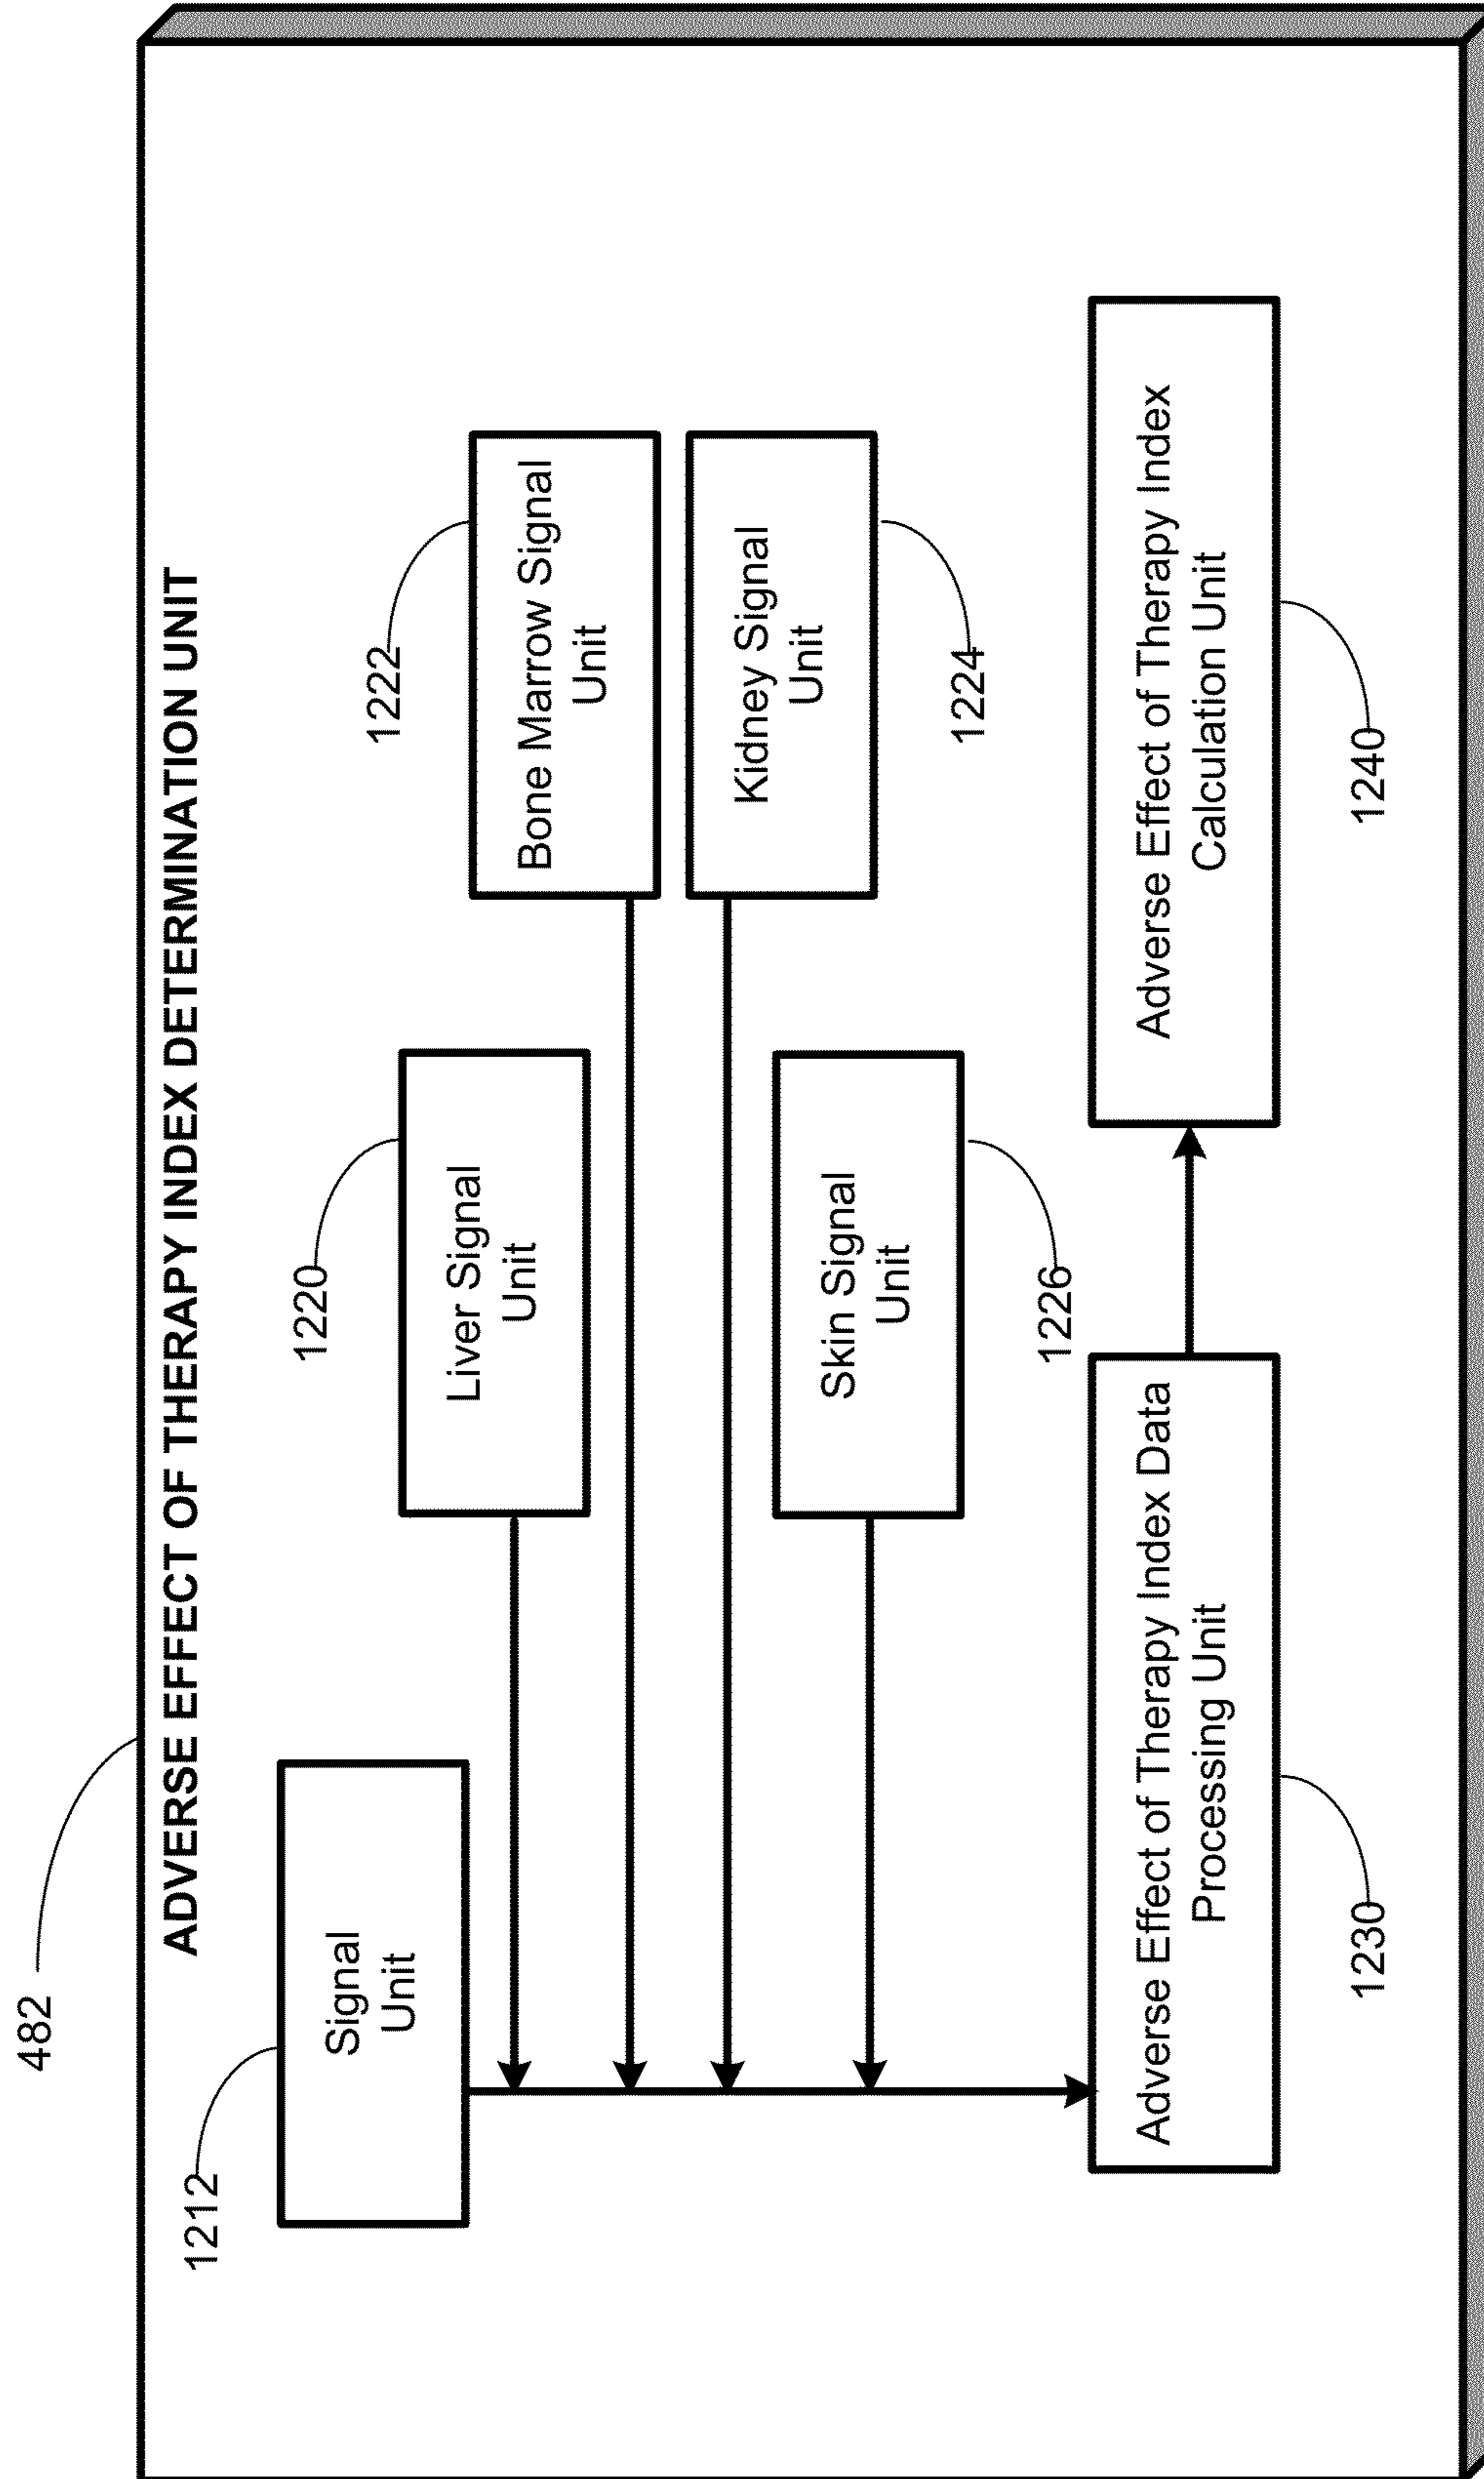 482
ADVERSE EFFECT OF THERAPY INDEX DETERMINATION UNIT
1212
Signal
Unit
1220
Liver Signal
Unit
1222
Bone Marrow Signal
Unit
Kidney Signal
Unit
1224
Skin Signal
Unit
1226
Adverse Effect of Therapy Index Data
Processing Unit
1230
Adverse Effect of Therapy Index
Calculation Unit
1240